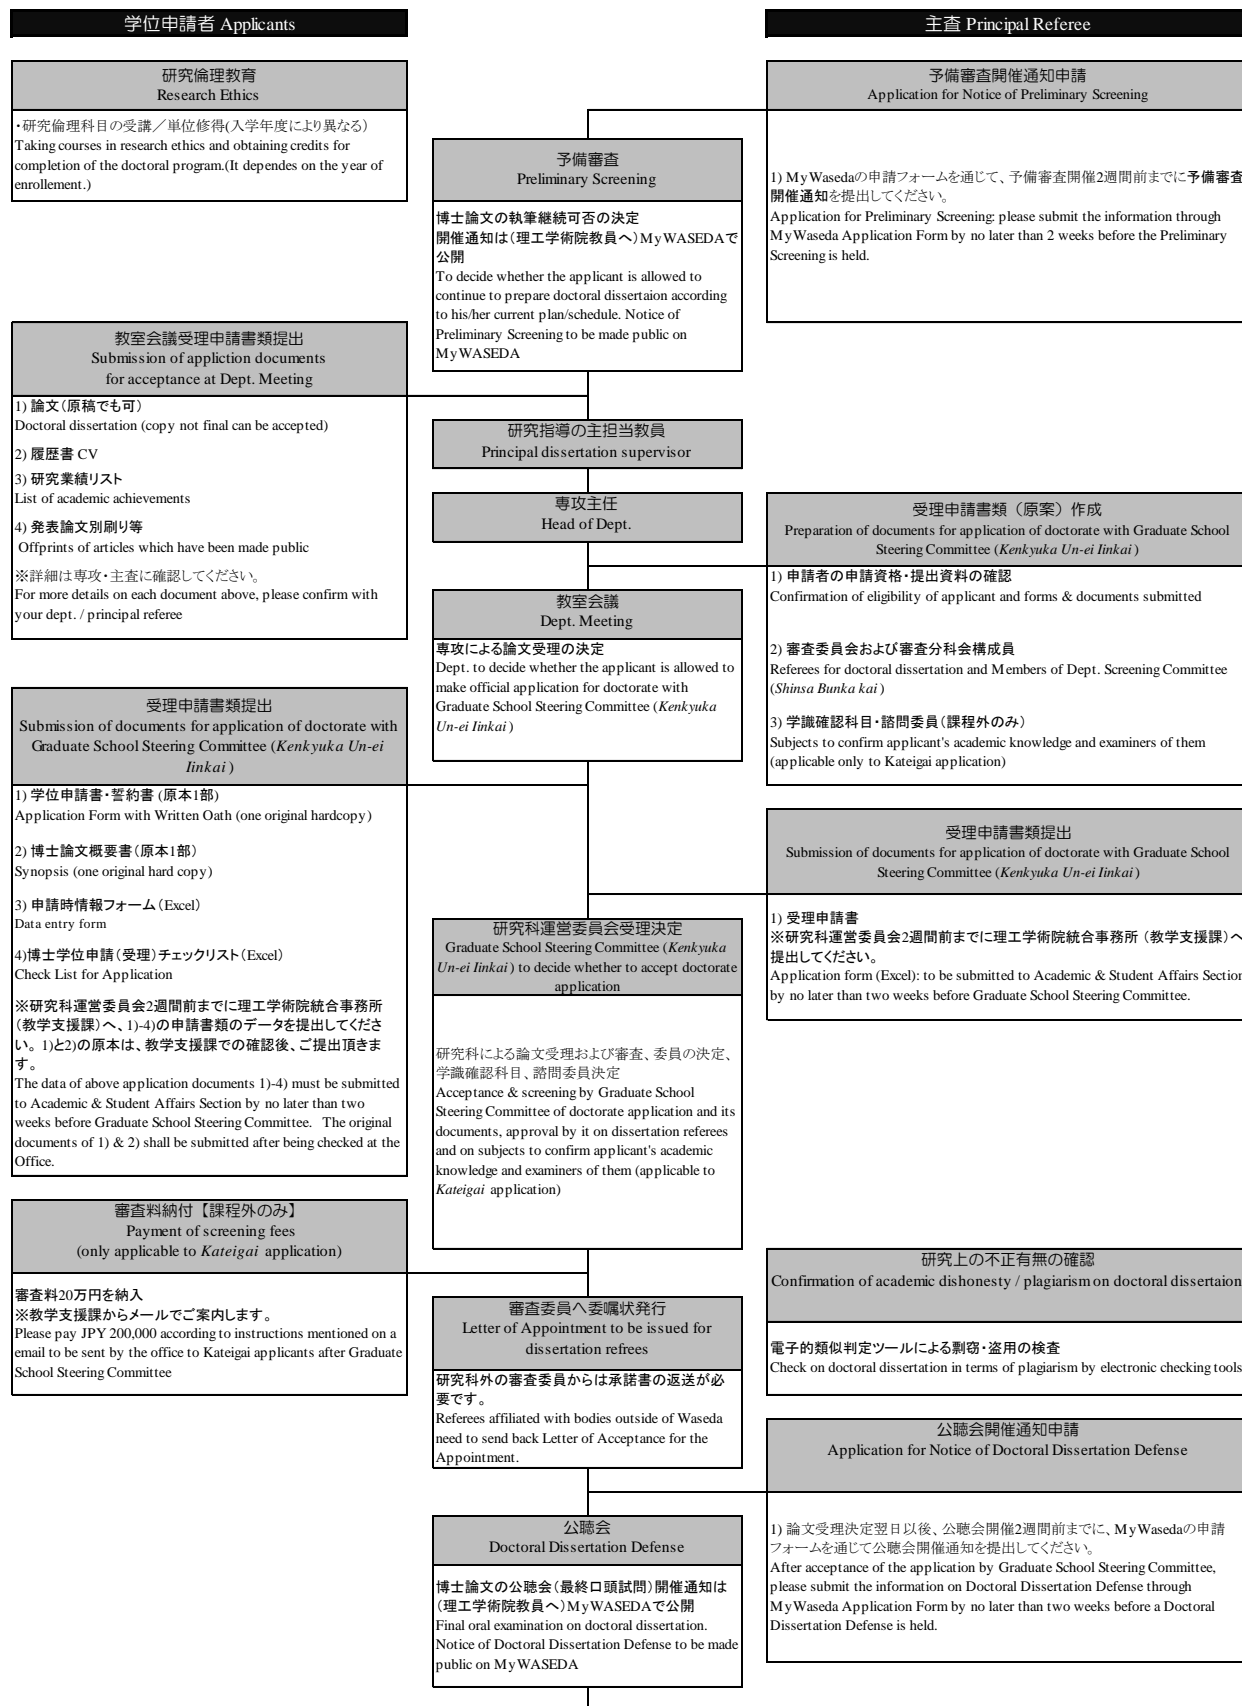 学位申請者 Applicants
研究倫理教育
Research Ethics
・研究倫理科目の受講／単位修得(入学年度により異なる)
Taking courses in research ethics and obtaining credits for
completion of the doctoral program.(It dependes on the year of
enrollement.)
教室会議受理申請書類提出
Submission of appliction documents
for acceptance at Dept. Meeting
1) 論文(原稿でも可)
Doctoral dissertation (copy not final can be accepted)
2) 履歴書 CV
3) 研究業績リスト
List of academic achievements
4) 発表論文別刷り等
Offprints of articles which have been made public
※詳細は専攻・主査に確認してください。
For more details on each document above, please confirm with
your dept. / principal referee
受理申請書類提出
Submission of documents for application of doctorate with
Graduate School Steering Committee (Kenkyuka Un-ei
Iinkai )
1) 学位申請書・誓約書 (原本1部)
Application Form with Written Oath (one original hardcopy)
2) 博士論文概要書(原本1部)
Synopsis (one original hard copy)
3) 申請時情報フォーム(Excel)
Data entry form
4)博士学位申請(受理)チェックリスト(Excel)
Check List for Application
※研究科運営委員会2週間前までに理工学術院統合事務所
(教学支援課)へ、1)-4)の申請書類のデータを提出してくださ
い。1)と2)の原本は、教学支援課での確認後、ご提出頂きま
す。
The data of above application documents 1)-4) must be submitted
to Academic & Student Affairs Section by no later than two
weeks before Graduate School Steering Committee. The original
documents of 1) & 2) shall be submitted after being checked at the
Office.
審査料納付【課程外のみ】
Payment of screening fees
(only applicable to Kateigai application)
審査料20万円を納入
※教学支援課からメールでご案内します。
Please pay JPY 200,000 according to instructions mentioned on a
email to be sent by the office to Kateigai applicants after Graduate
School Steering Committee
予備審査
Preliminary Screening
博士論文の執筆継続可否の決定
開催通知は(理工学術院教員へ)MyWASEDAで
公開
To decide whether the applicant is allowed to
continue to prepare doctoral dissertaion according
to his/her current plan/schedule. Notice of
Preliminary Screening to be made public on
MyWASEDA
研究指導の主担当教員
Principal dissertation supervisor
専攻主任
Head of Dept.
教室会議
Dept. Meeting
専攻による論文受理の決定
Dept. to decide whether the applicant is allowed to
make official application for doctorate with
Graduate School Steering Committee (Kenkyuka
Un-ei Iinkai )
研究科運営委員会受理決定
Graduate School Steering Committee (Kenkyuka
Un-ei Iinkai ) to decide whether to accept doctorate
application
研究科による論文受理および審査、委員の決定、
学識確認科目、諮問委員決定
Acceptance & screening by Graduate School
Steering Committee of doctorate application and its
documents, approval by it on dissertation referees
and on subjects to confirm applicant's academic
knowledge and examiners of them (applicable to
Kateigai application)
審査委員へ委嘱状発行
Letter of Appointment to be issued for
dissertation refrees
研究科外の審査委員からは承諾書の返送が必
要です。
Referees affiliated with bodies outside of Waseda
need to send back Letter of Acceptance for the
Appointment.
公聴会
Doctoral Dissertation Defense
博士論文の公聴会(最終口頭試問)開催通知は
(理工学術院教員へ)MyWASEDAで公開
Final oral examination on doctoral dissertation.
Notice of Doctoral Dissertation Defense to be made
public on MyWASEDA
主査 Principal Referee
予備審査開催通知申請
Application for Notice of Preliminary Screening
1) MyWasedaの申請フォームを通じて、予備審査開催2週間前までに予備審査
開催通知を提出してください。
Application for Preliminary Screening: please submit the information through
MyWaseda Application Form by no later than 2 weeks before the Preliminary
Screening is held.
受理申請書類（原案）作成
Preparation of documents for application of doctorate with Graduate School
Steering Committee (Kenkyuka Un-ei Iinkai )
1) 申請者の申請資格・提出資料の確認
Confirmation of eligibility of applicant and forms & documents submitted
2) 審査委員会および審査分科会構成員
Referees for doctoral dissertation and Members of Dept. Screening Committee
(Shinsa Bunka kai )
3) 学識確認科目・諮問委員(課程外のみ)
Subjects to confirm applicant's academic knowledge and examiners of them
(applicable only to Kateigai application)
受理申請書類提出
Submission of documents for application of doctorate with Graduate School
Steering Committee (Kenkyuka Un-ei Iinkai )
1) 受理申請書
※研究科運営委員会2週間前までに理工学術院統合事務所 (教学支援課)へ
提出してください。
Application form (Excel): to be submitted to Academic & Student Affairs Section
by no later than two weeks before Graduate School Steering Committee.
研究上の不正有無の確認
Confirmation of academic dishonesty / plagiarism on doctoral dissertaion
電子的類似判定ツールによる剽窃・盗用の検査
Check on doctoral dissertation in terms of plagiarism by electronic checking tools
公聴会開催通知申請
Application for Notice of Doctoral Dissertation Defense
1) 論文受理決定翌日以後、公聴会開催2週間前までに、MyWasedaの申請
フォームを通じて公聴会開催通知を提出してください。
After acceptance of the application by Graduate School Steering Committee,
please submit the information on Doctoral Dissertation Defense through
MyWaseda Application Form by no later than two weeks before a Doctoral
Dissertation Defense is held.